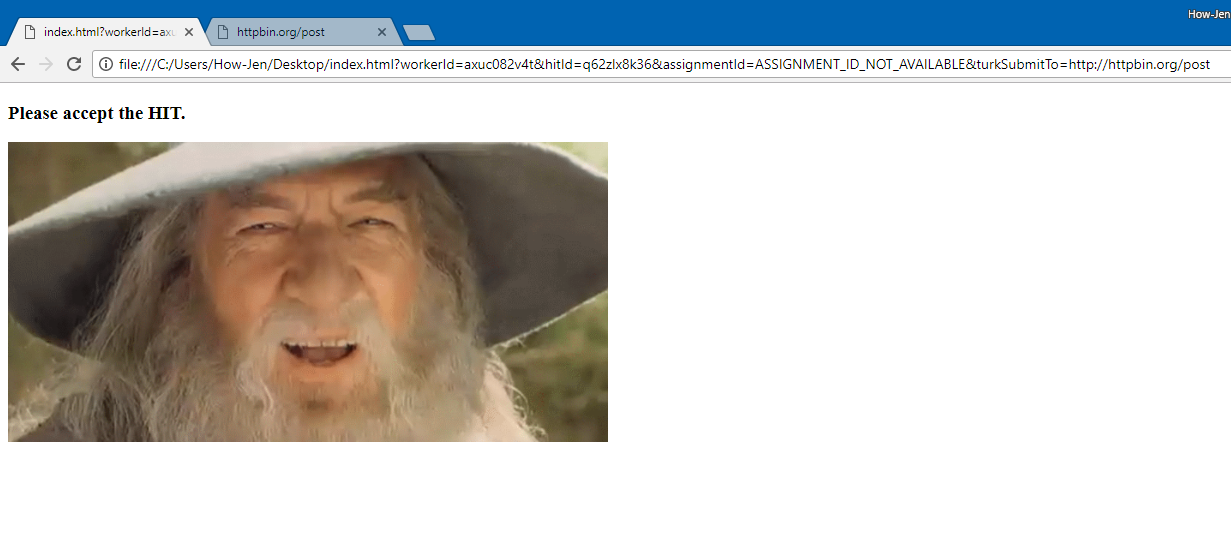 How-Jen
index.html?workerId=axu
httpbin.org/post
file:///C:/Users/How-Jen/Desktop/index.html?workerId=axuc082v4t&hitId=q62zlx8k36&assignmentId=ASSIGNMENT_ID_NOT_AVAILABLE&turkSubmitTo=http://httpbin.org/post
Please accept the HIT.